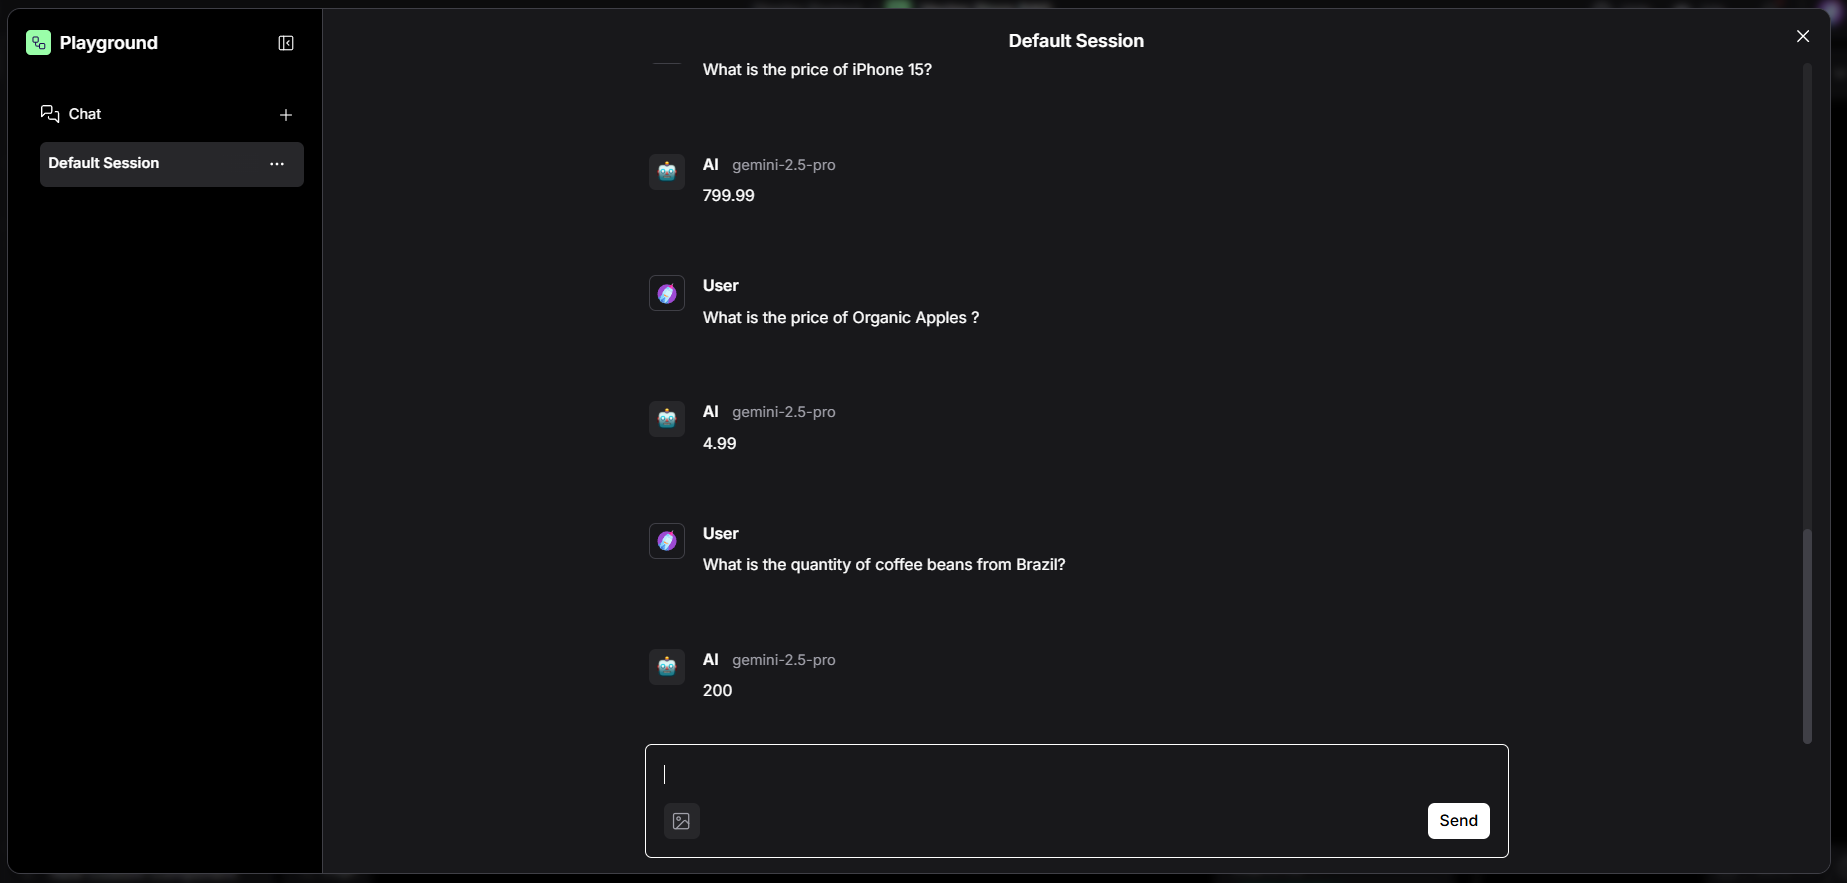 Playground
Chat
Default Session
Default Session
What is the price of iPhone 15?
AI gemini-2.5-pro
799.99
User
What is the price of Organic Apples ?
AI gemini-2.5-pro
4.99
User
What is the quantity of coffee beans from Brazil?
AI gemini-2.5-pro
200
Send